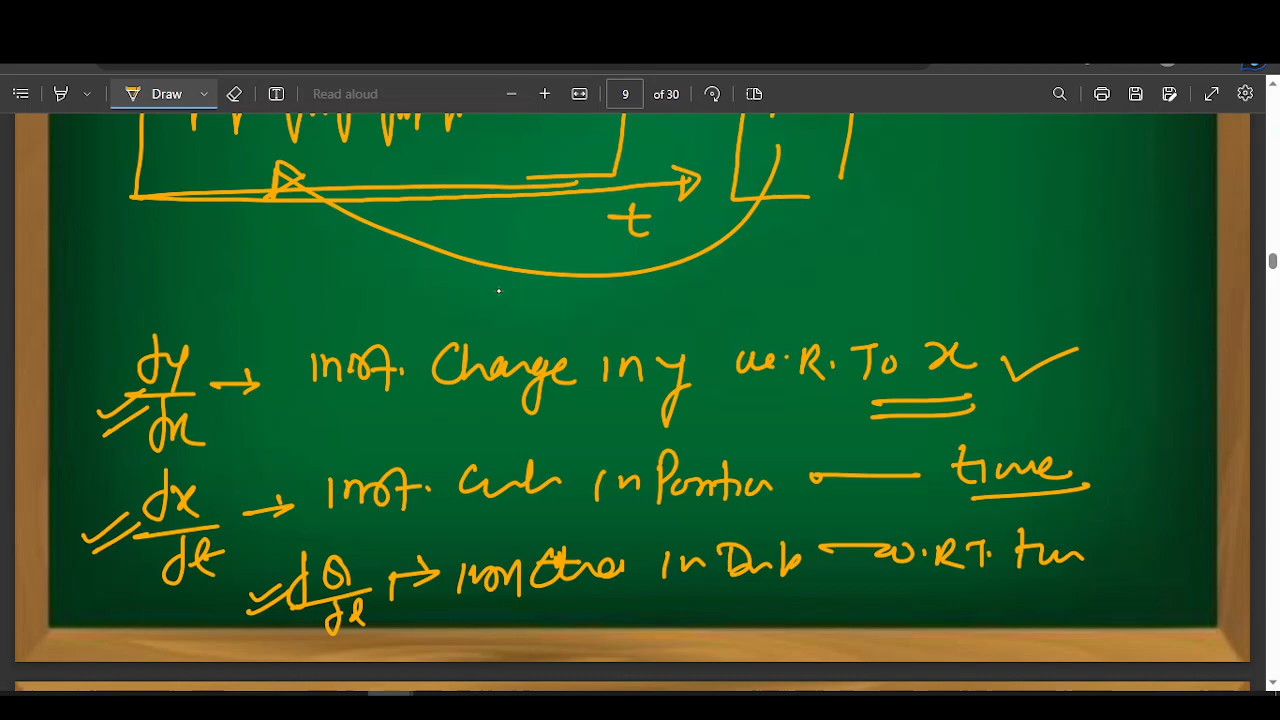 Draw
Read aloud
9 of 30
t
dy/dx → inst. Change in y w.R. To x
dx/dt → inst. in time
dθ/dt → in w.R.T.